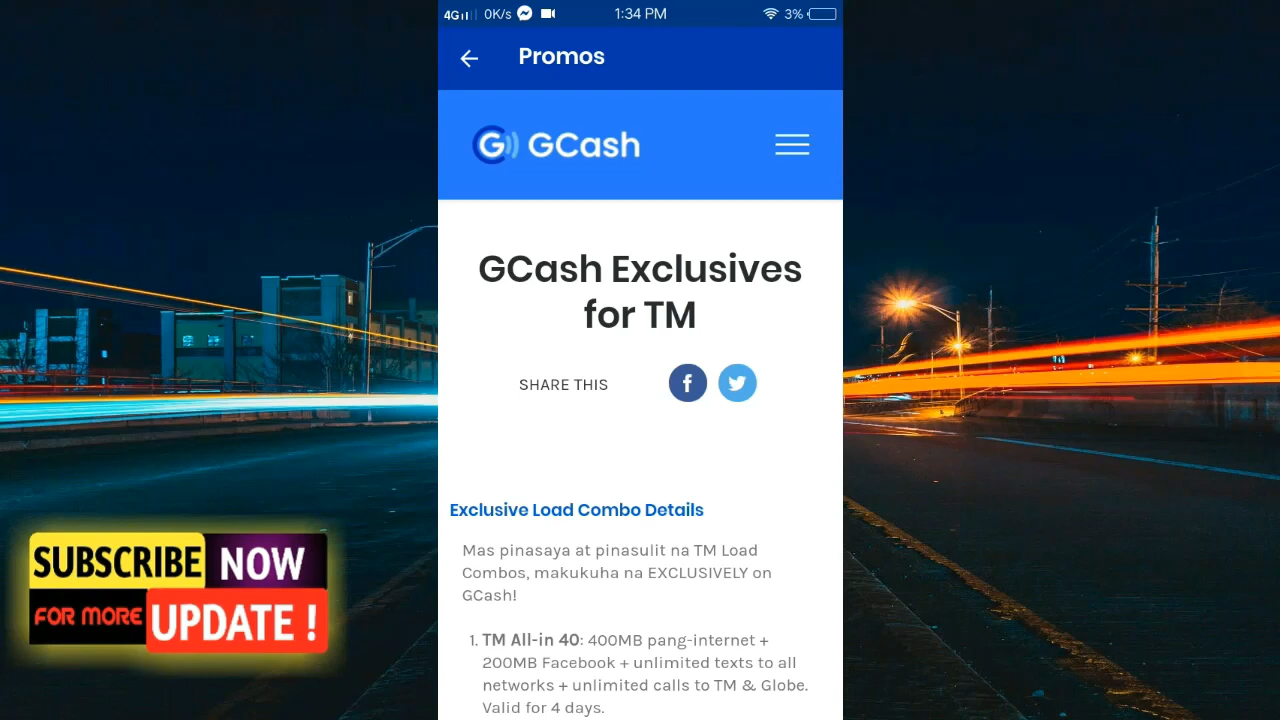 4G 0K/s 1:34 PM 3%
Promos
G GCash
GCash Exclusives
for TM
SHARE THIS f
Exclusive Load Combo Details
Mas pinasaya at pinasulit na TM Load
Combos, makukuha na EXCLUSIVELY on
GCash!
1. TM All-in 40: 400MB pang-internet +
200MB Facebook + unlimited texts to all
networks + unlimited calls to TM & Globe.
Valid for 4 days.
SUBSCRIBE NOW
FOR MORE UPDATE !